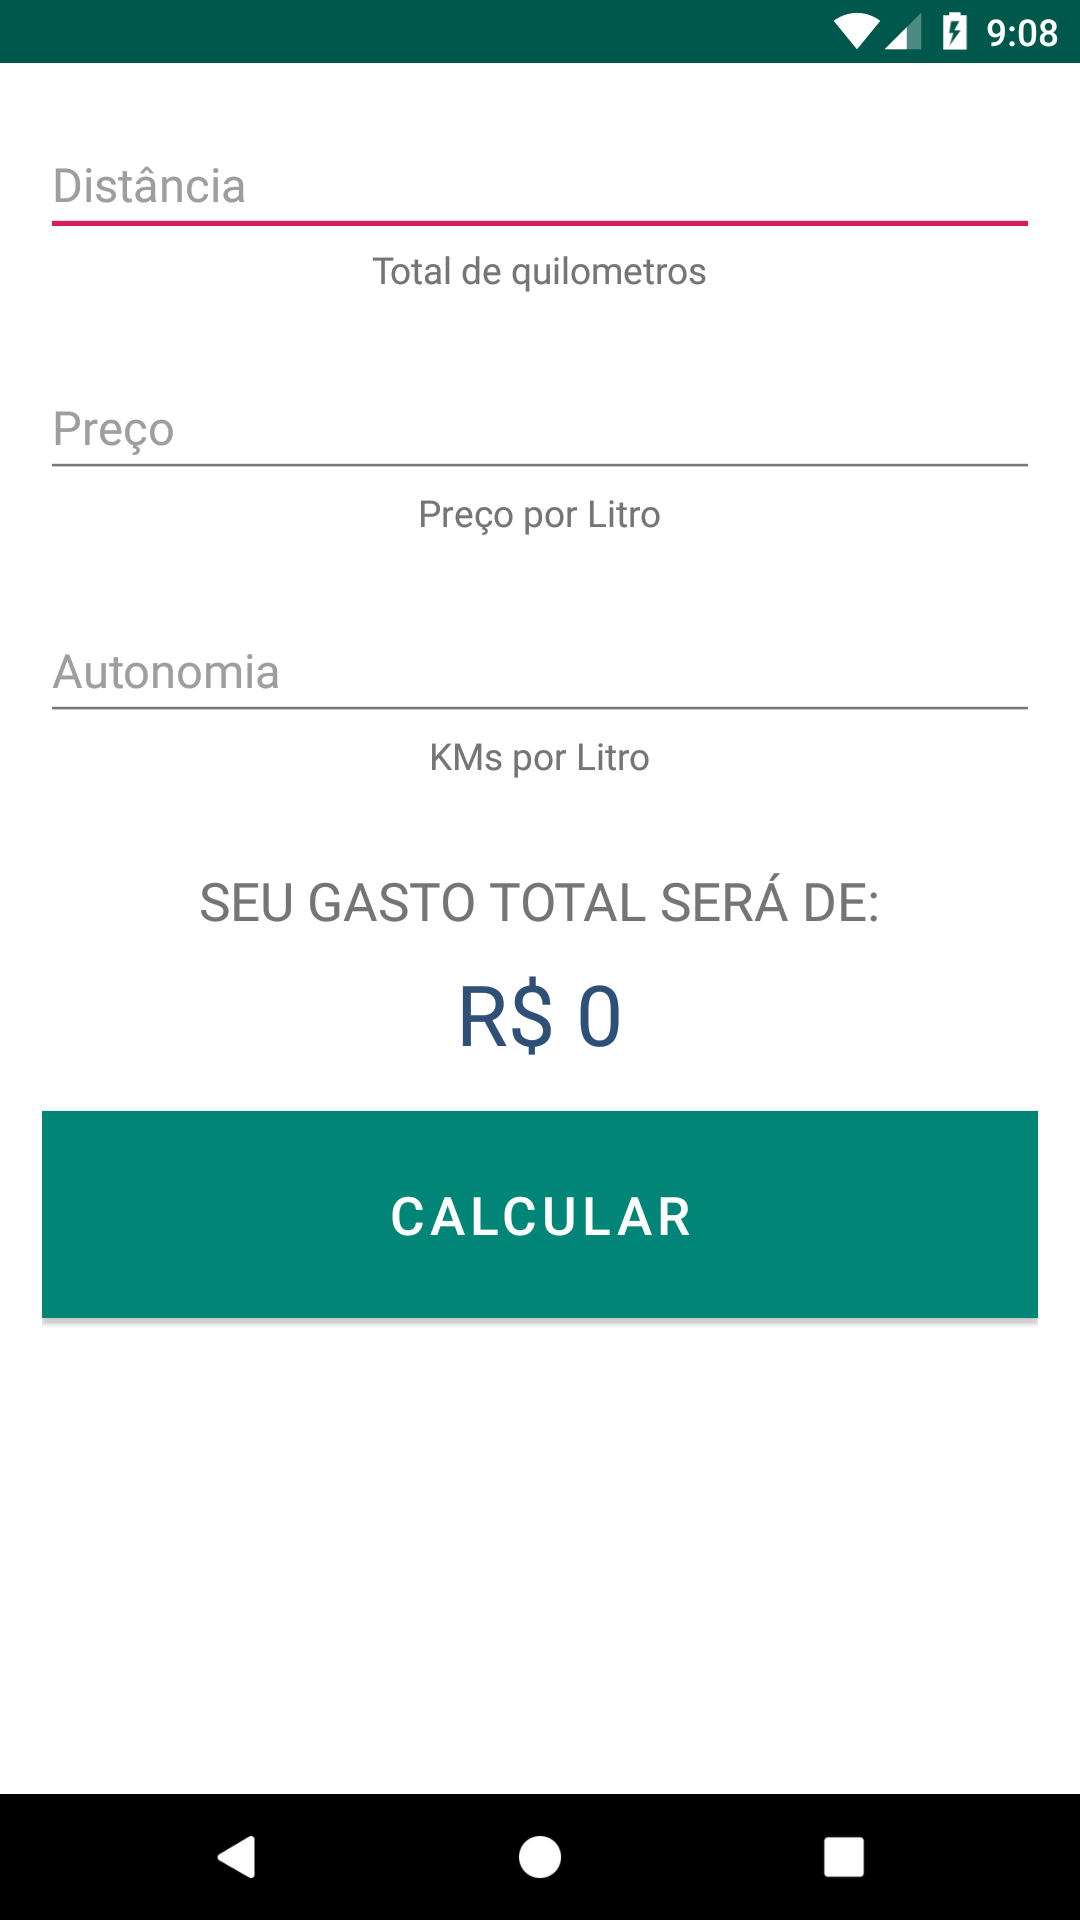 9:08
Distância
Total de quilometros
Preço
Preço por Litro
Autonomia
KMs por Litro
SEU GASTO TOTAL SERÁ DE:
R$ 0
CALCULAR